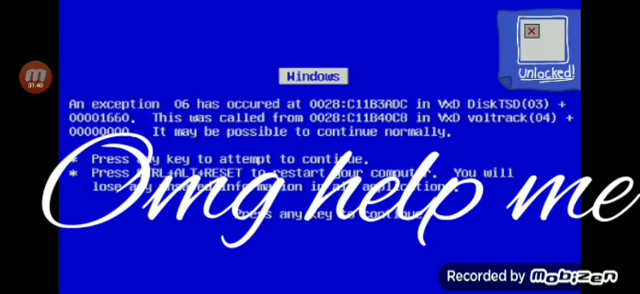 Unlocked!
01:40
Windows
An exception 06 has occured at 0028:C11B3ADC in VxD DiskTSD(03) +
00001660. This was called from 0028:C11B40C8 in VxD voltrack(04) +
00000000. It may be possible to continue normally.
* Press any key to attempt to continue.
* Press CTRL+ALT+RESET to restart your computer. You will
lose any unsaved information in all applications.
Press any key to continue
Omg help me
Recorded by Mobizen